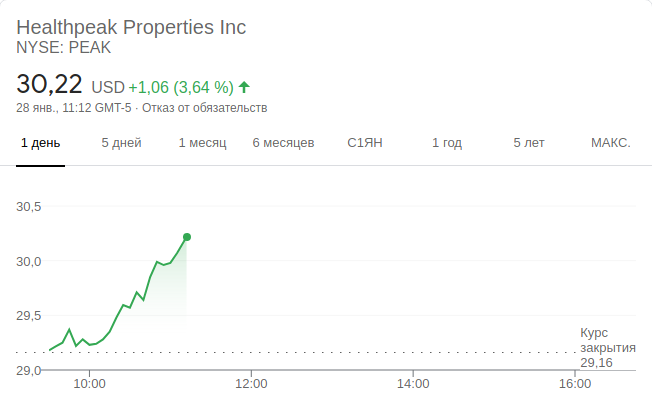 Healthpeak Properties Inc
NYSE: PEAK
30,22 USD +1,06 (3,64 %)
28 янв., 11:12 GMT-5 · Отказ от обязательств
1 день 5 дней 1 месяц 6 месяцев С1ЯН 1 год 5 лет МАКС.
30,5
30,0
29,5
Курс
закрытия
29,16
29,0
10:00 12:00 14:00 16:00